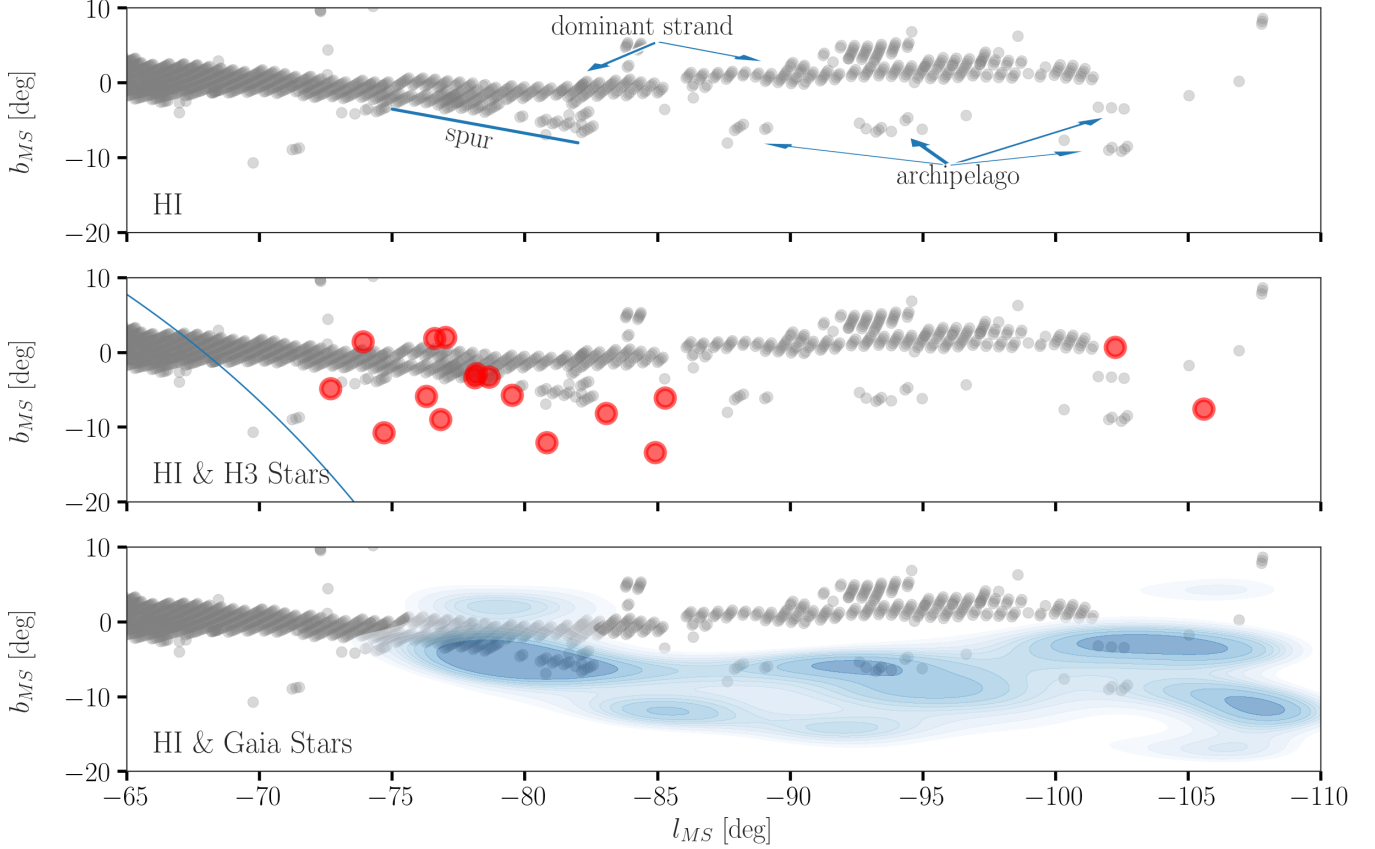 10
0
−10
−20
b_MS [deg]
dominant strand
spur
archipelago
HI
10
0
−10
−20
b_MS [deg]
HI & H3 Stars
10
0
−10
−20
b_MS [deg]
HI & Gaia Stars
−65 −70 −75 −80 −85 −90 −95 −100 −105 −110
l_MS [deg]